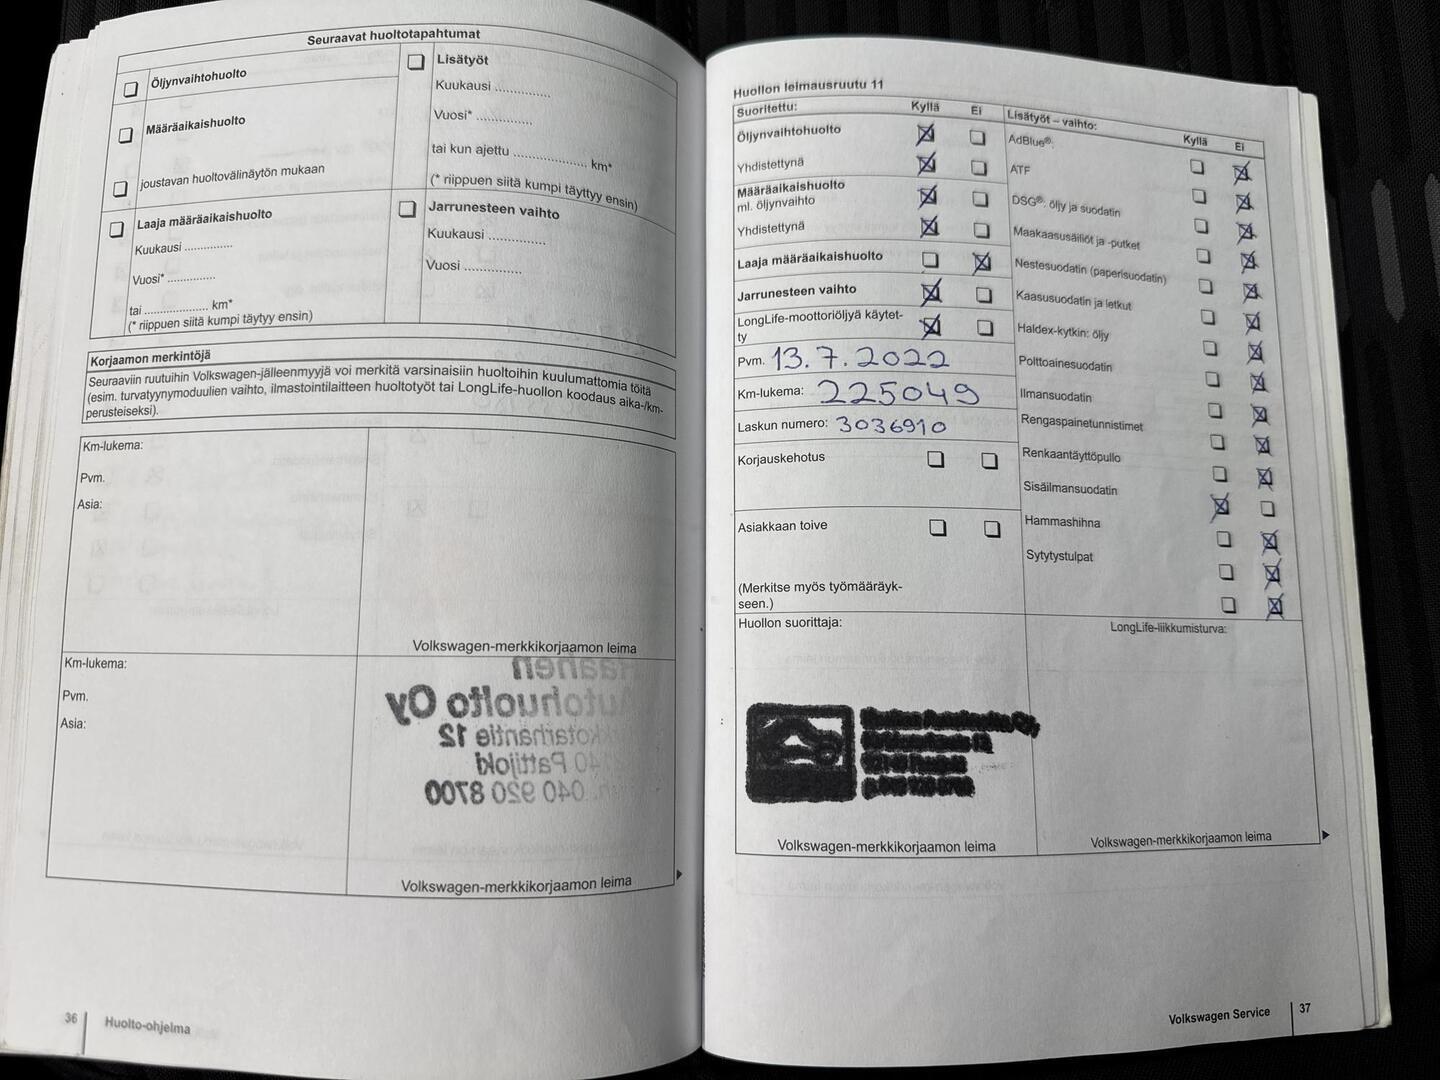 Seuraavat huoltotapahtumat
Öljynvaihtohuolto
Määräaikaishuolto
joustavan huoltovälinäytön mukaan
Laaja määräaikaishuolto
Kuukausi ..............
Vuosi* ..............
tai .................... km*
(* riippuen siitä kumpi täytyy ensin)
Lisätyöt
Kuukausi ................
Vuosi* ................
tai kun ajettu ..................... km*
(* riippuen siitä kumpi täyttyy ensin)
Jarrunesteen vaihto
Kuukausi ................
Vuosi ................
Korjaamon merkintöjä
Seuraaviin ruutuihin Volkswagen-jälleenmyyjä voi merkitä varsinaisiin huoltoihin kuulumattomia töitä
(esim. turvatyynymoduulien vaihto, ilmastointilaitteen huoltotyöt tai LongLife-huollon koodaus aika-/km-
perusteiseksi).
Km-lukema:
Pvm.
Asia:
Volkswagen-merkkikorjaamon leima
Km-lukema:
Pvm.
Asia:
Autohuolto Oy
12
Pattijoki
040 920 8700
Volkswagen-merkkikorjaamon leima
36 Huolto-ohjelma
Huollon leimausruutu 11
Suoritettu: Kyllä Ei
Öljynvaihtohuolto
Yhdistettynä
Määräaikaishuolto
ml. öljynvaihto
Yhdistettynä
Laaja määräaikaishuolto
Jarrunesteen vaihto
LongLife-moottoriöljyä käytet-
ty
Pvm. 13.7.2022
Km-lukema: 225049
Laskun numero: 3036910
Korjauskehotus
Asiakkaan toive
(Merkitse myös työmääräyk-
seen.)
Lisätyöt – vaihto: Kyllä Ei
AdBlue®:
ATF
DSG®: öljy ja suodatin
Maakaasusäiliöt ja -putket
Nestesuodatin (paperisuodatin)
Kaasusuodatin ja letkut
Haldex-kytkin: öljy
Polttoainesuodatin
Ilmansuodatin
Rengaspainetunnistimet
Renkaantäyttöpullo
Sisäilmansuodatin
Hammashihna
Sytytystulpat
Huollon suorittaja:
Volkswagen-merkkikorjaamon leima
LongLife-liikkumisturva:
Volkswagen-merkkikorjaamon leima
Volkswagen Service 37